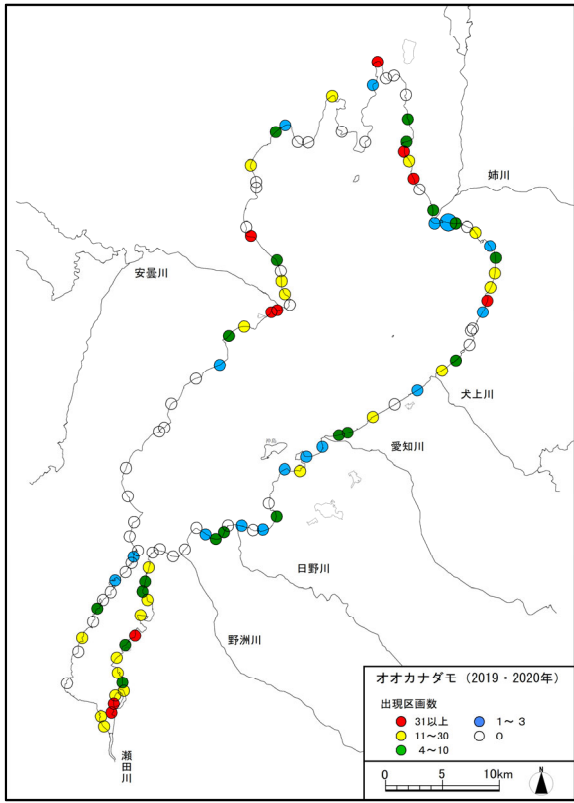 姉川
安曇川
犬上川
愛知川
日野川
野洲川
瀬田川
オオカナダモ (2019 - 2020年)
出現区画数
31以上
1～3
11～30
0
4～10
0 5 10km
N